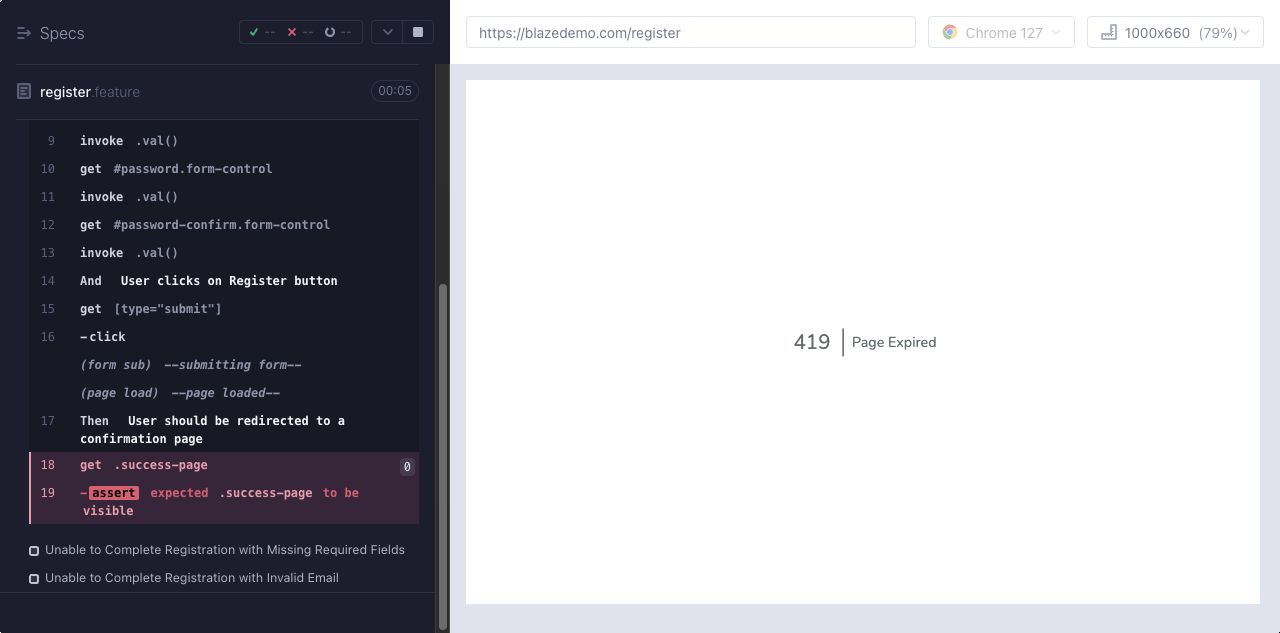 Specs
-- -- --
register.feature
00:05
9 invoke .val()
10 get #password.form-control
11 invoke .val()
12 get #password-confirm.form-control
13 invoke .val()
14 And User clicks on Register button
15 get [type="submit"]
16 -click
(form sub) --submitting form--
(page load) --page loaded--
17 Then User should be redirected to a
confirmation page
18 get .success-page 0
19 -assert expected .success-page to be
visible
Unable to Complete Registration with Missing Required Fields
Unable to Complete Registration with Invalid Email
https://blazedemo.com/register
Chrome 127
1000x660 (79%)
419 Page Expired